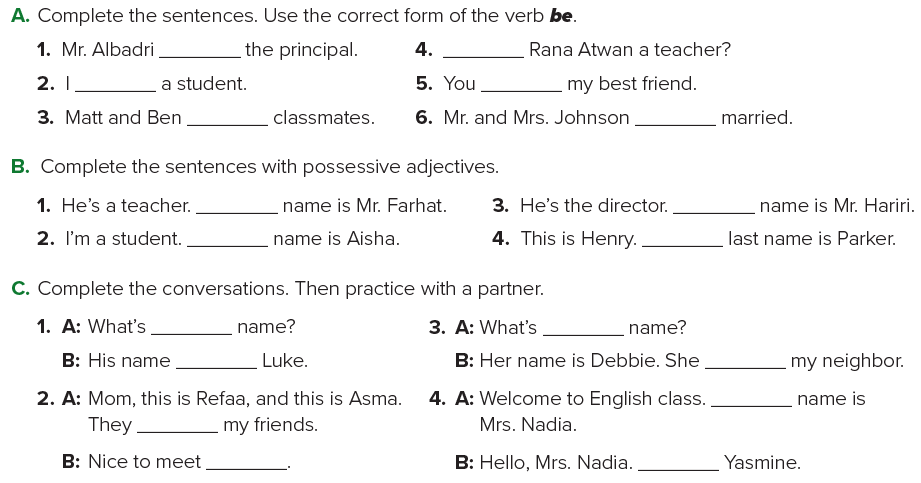 A. Complete the sentences. Use the correct form of the verb be.
1. Mr. Albadri ________ the principal.
2. I ________ a student.
3. Matt and Ben ________ classmates.
4. ________ Rana Atwan a teacher?
5. You ________ my best friend.
6. Mr. and Mrs. Johnson ________ married.
B. Complete the sentences with possessive adjectives.
1. He’s a teacher. ________ name is Mr. Farhat.
2. I’m a student. ________ name is Aisha.
3. He’s the director. ________ name is Mr. Hariri.
4. This is Henry. ________ last name is Parker.
C. Complete the conversations. Then practice with a partner.
1. A: What’s ________ name?
B: His name ________ Luke.
2. A: Mom, this is Refaa, and this is Asma.
They ________ my friends.
B: Nice to meet ________.
3. A: What’s ________ name?
B: Her name is Debbie. She ________ my neighbor.
4. A: Welcome to English class. ________ name is
Mrs. Nadia.
B: Hello, Mrs. Nadia. ________ Yasmine.